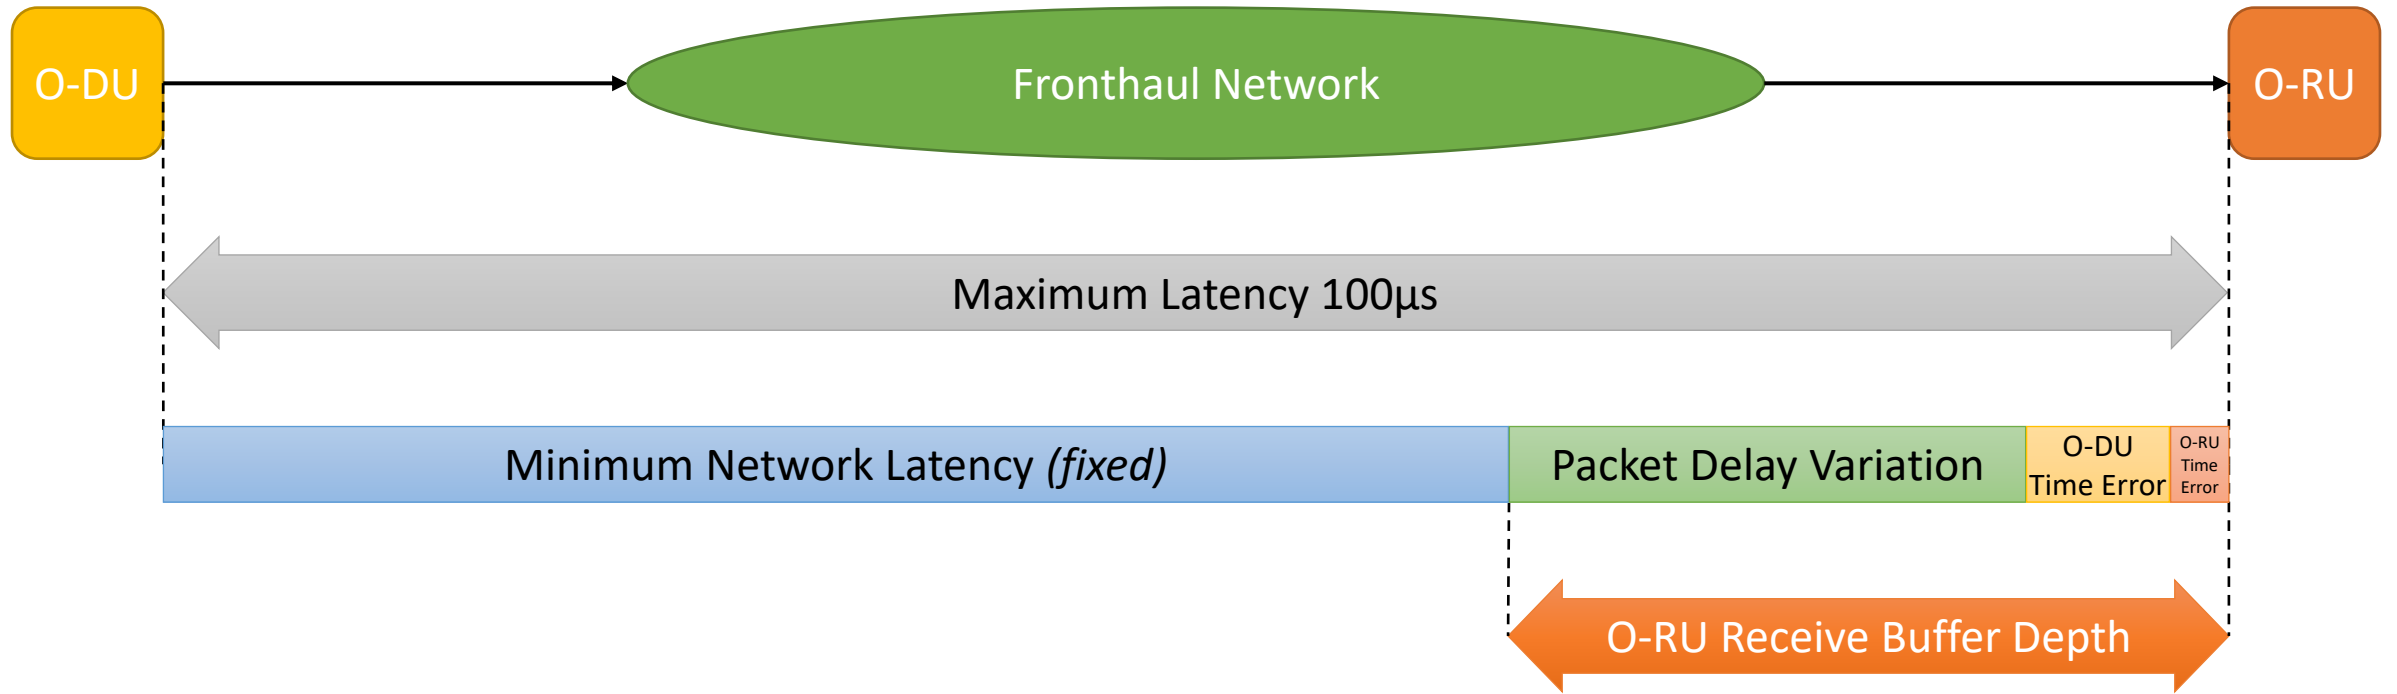 O-DU
Fronthaul Network
O-RU
Maximum Latency 100μs
Minimum Network Latency (fixed)
Packet Delay Variation
O-DU
Time Error
O-RU
Time
Error
O-RU Receive Buffer Depth